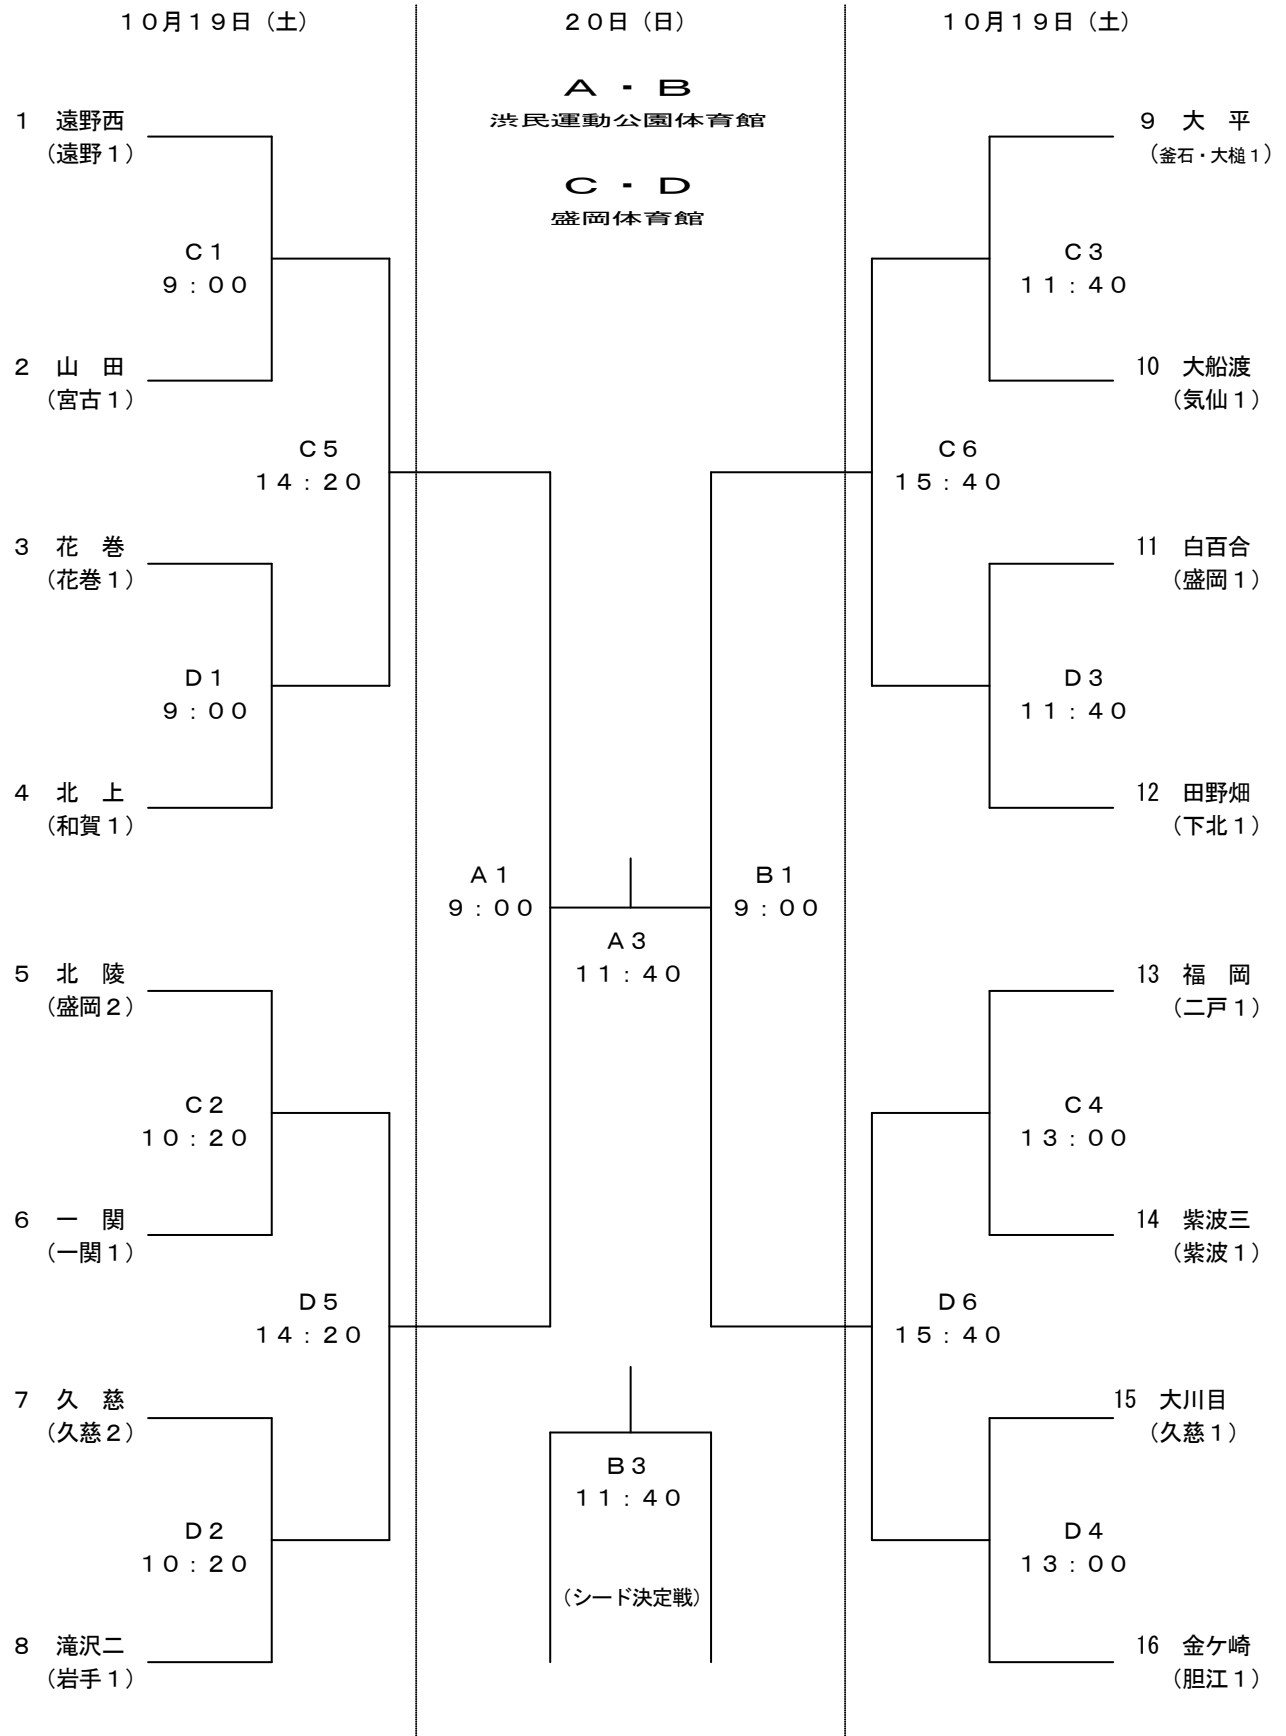 １０月１９日（土）
２０日（日）
１０月１９日（土）
Ａ・Ｂ
渋民運動公園体育館
Ｃ・Ｄ
盛岡体育館
１　遠野西
（遠野１）
Ｃ１
９：００
２　山　田
（宮古１）
Ｃ５
１４：２０
３　花　巻
（花巻１）
Ｄ１
９：００
４　北　上
（和賀１）
Ａ１
９：００
５　北　陵
（盛岡２）
Ｃ２
１０：２０
６　一　関
（一関１）
Ｄ５
１４：２０
７　久　慈
（久慈２）
Ｄ２
１０：２０
８　滝沢二
（岩手１）
Ａ３
１１：４０
Ｂ３
１１：４０
（シード決定戦）
９　大　平
（釜石・大槌１）
Ｃ３
１１：４０
10　大船渡
（気仙１）
Ｃ６
１５：４０
11　白百合
（盛岡１）
Ｄ３
１１：４０
12　田野畑
（下北１）
Ｂ１
９：００
13　福　岡
（二戸１）
Ｃ４
１３：００
14　紫波三
（紫波１）
Ｄ６
１５：４０
15　大川目
（久慈１）
Ｄ４
１３：００
16　金ケ崎
（胆江１）